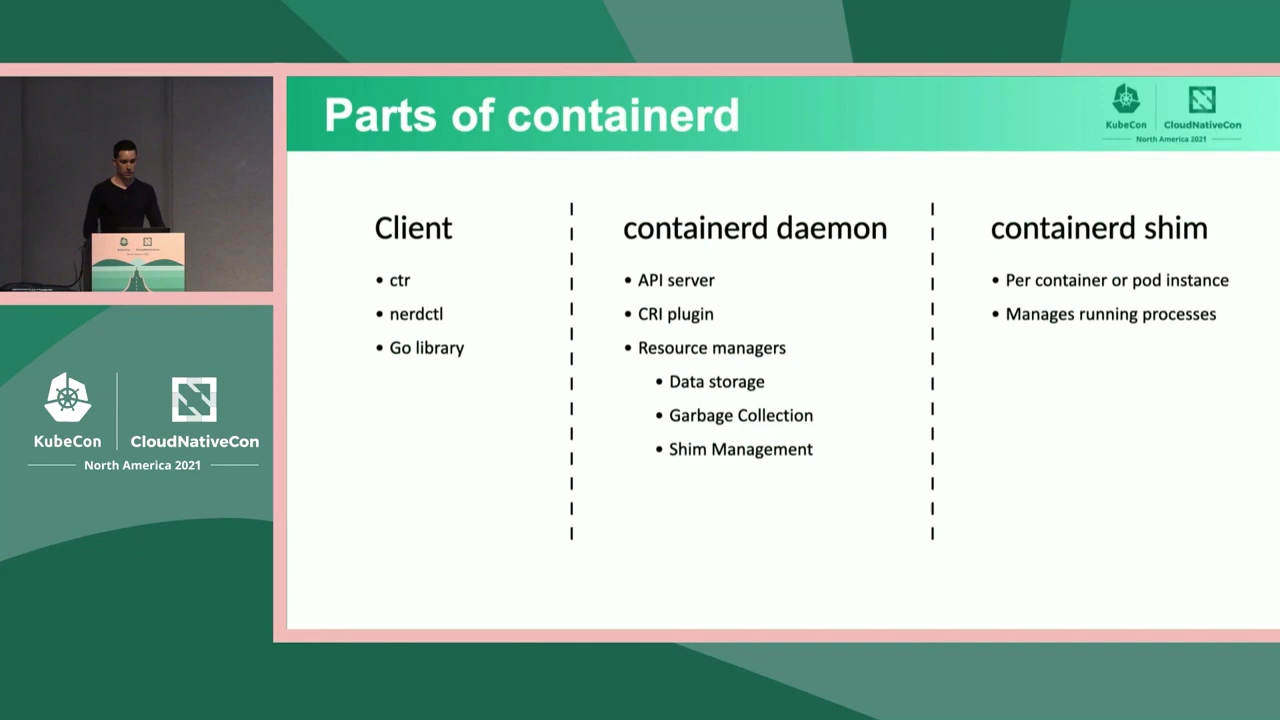 Parts of containerd
KubeCon
CloudNativeCon
North America 2021
Client
• ctr
• nerdctl
• Go library
containerd daemon
• API server
• CRI plugin
• Resource managers
• Data storage
• Garbage Collection
• Shim Management
containerd shim
• Per container or pod instance
• Manages running processes
KubeCon
CloudNativeCon
North America 2021